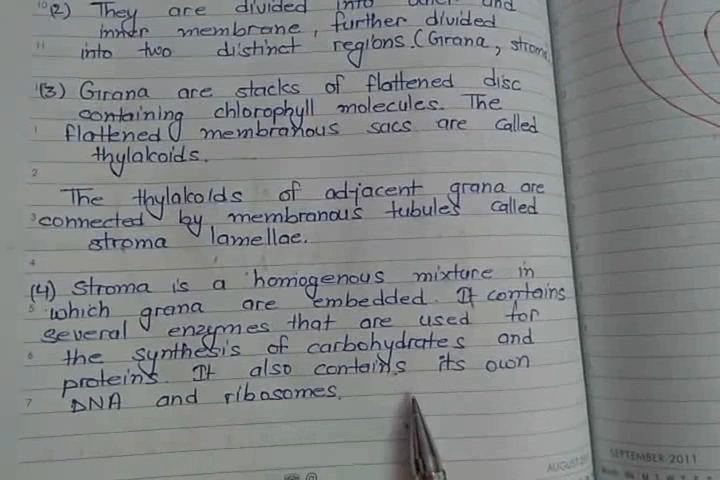 (2) They are divided into outer and
inner membrane, further divided
into two distinct regions. (Grana, stroma
(3) Grana are stacks of flattened disc
containing chlorophyll molecules. The
flattened membranous sacs are called
thylakoids.
The thylakoids of adjacent grana are
connected by membranous tubules called
stroma lamellae.
(4) Stroma is a homogenous mixture in
which grana are embedded. It contains
several enzymes that are used for
the synthesis of carbohydrates and
proteins. It also contains its own
DNA and ribosomes.
AUGUST
SEPTEMBER 2011